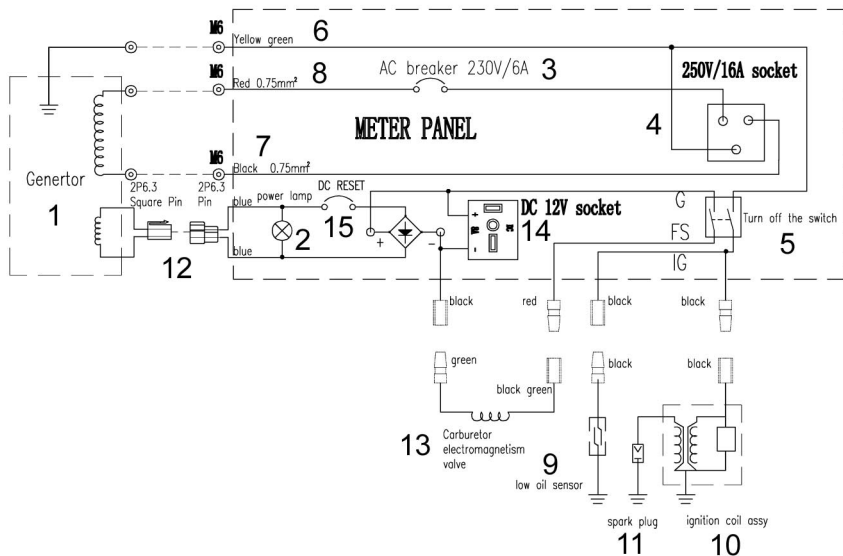 M6
Yellow green
6
M6
Red 0.75mm²
8
AC breaker 230V/6A
3
250V/16A socket
METER PANEL
4
Genertor
1
M6
7
Black 0.75mm²
2P6.3
Square Pin
2P6.3
Pin
blue
power lamp
DC RESET
blue
2
15
+
-
+
-
DC 12V socket
14
G
FS
IG
Turn off the switch
5
12
black
red
black
black
green
black green
black
black
13
Carburetor
electromagnetism
valve
9
low oil sensor
spark plug
11
ignition coil assy
10